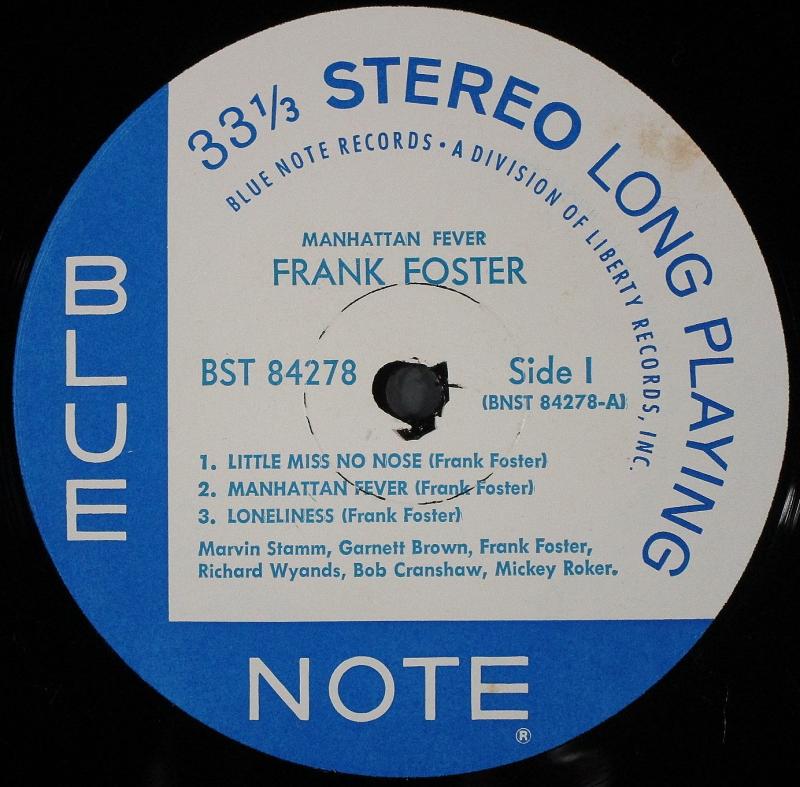 33 1/3 STEREO LONG PLAYING
BLUE NOTE RECORDS • A DIVISION OF LIBERTY RECORDS, INC.
MANHATTAN FEVER
FRANK FOSTER
BST 84278
Side I
(BNST 84278-A)
1. LITTLE MISS NO NOSE (Frank Foster)
2. MANHATTAN FEVER (Frank Foster)
3. LONELINESS (Frank Foster)
Marvin Stamm, Garnett Brown, Frank Foster,
Richard Wyands, Bob Cranshaw, Mickey Roker.
BLUE
NOTE ®